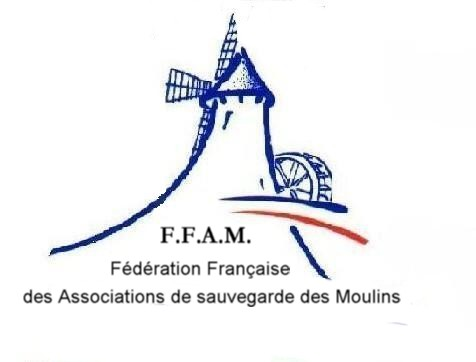 F.F.A.M.
Fédération Française
des Associations de sauvegarde des Moulins